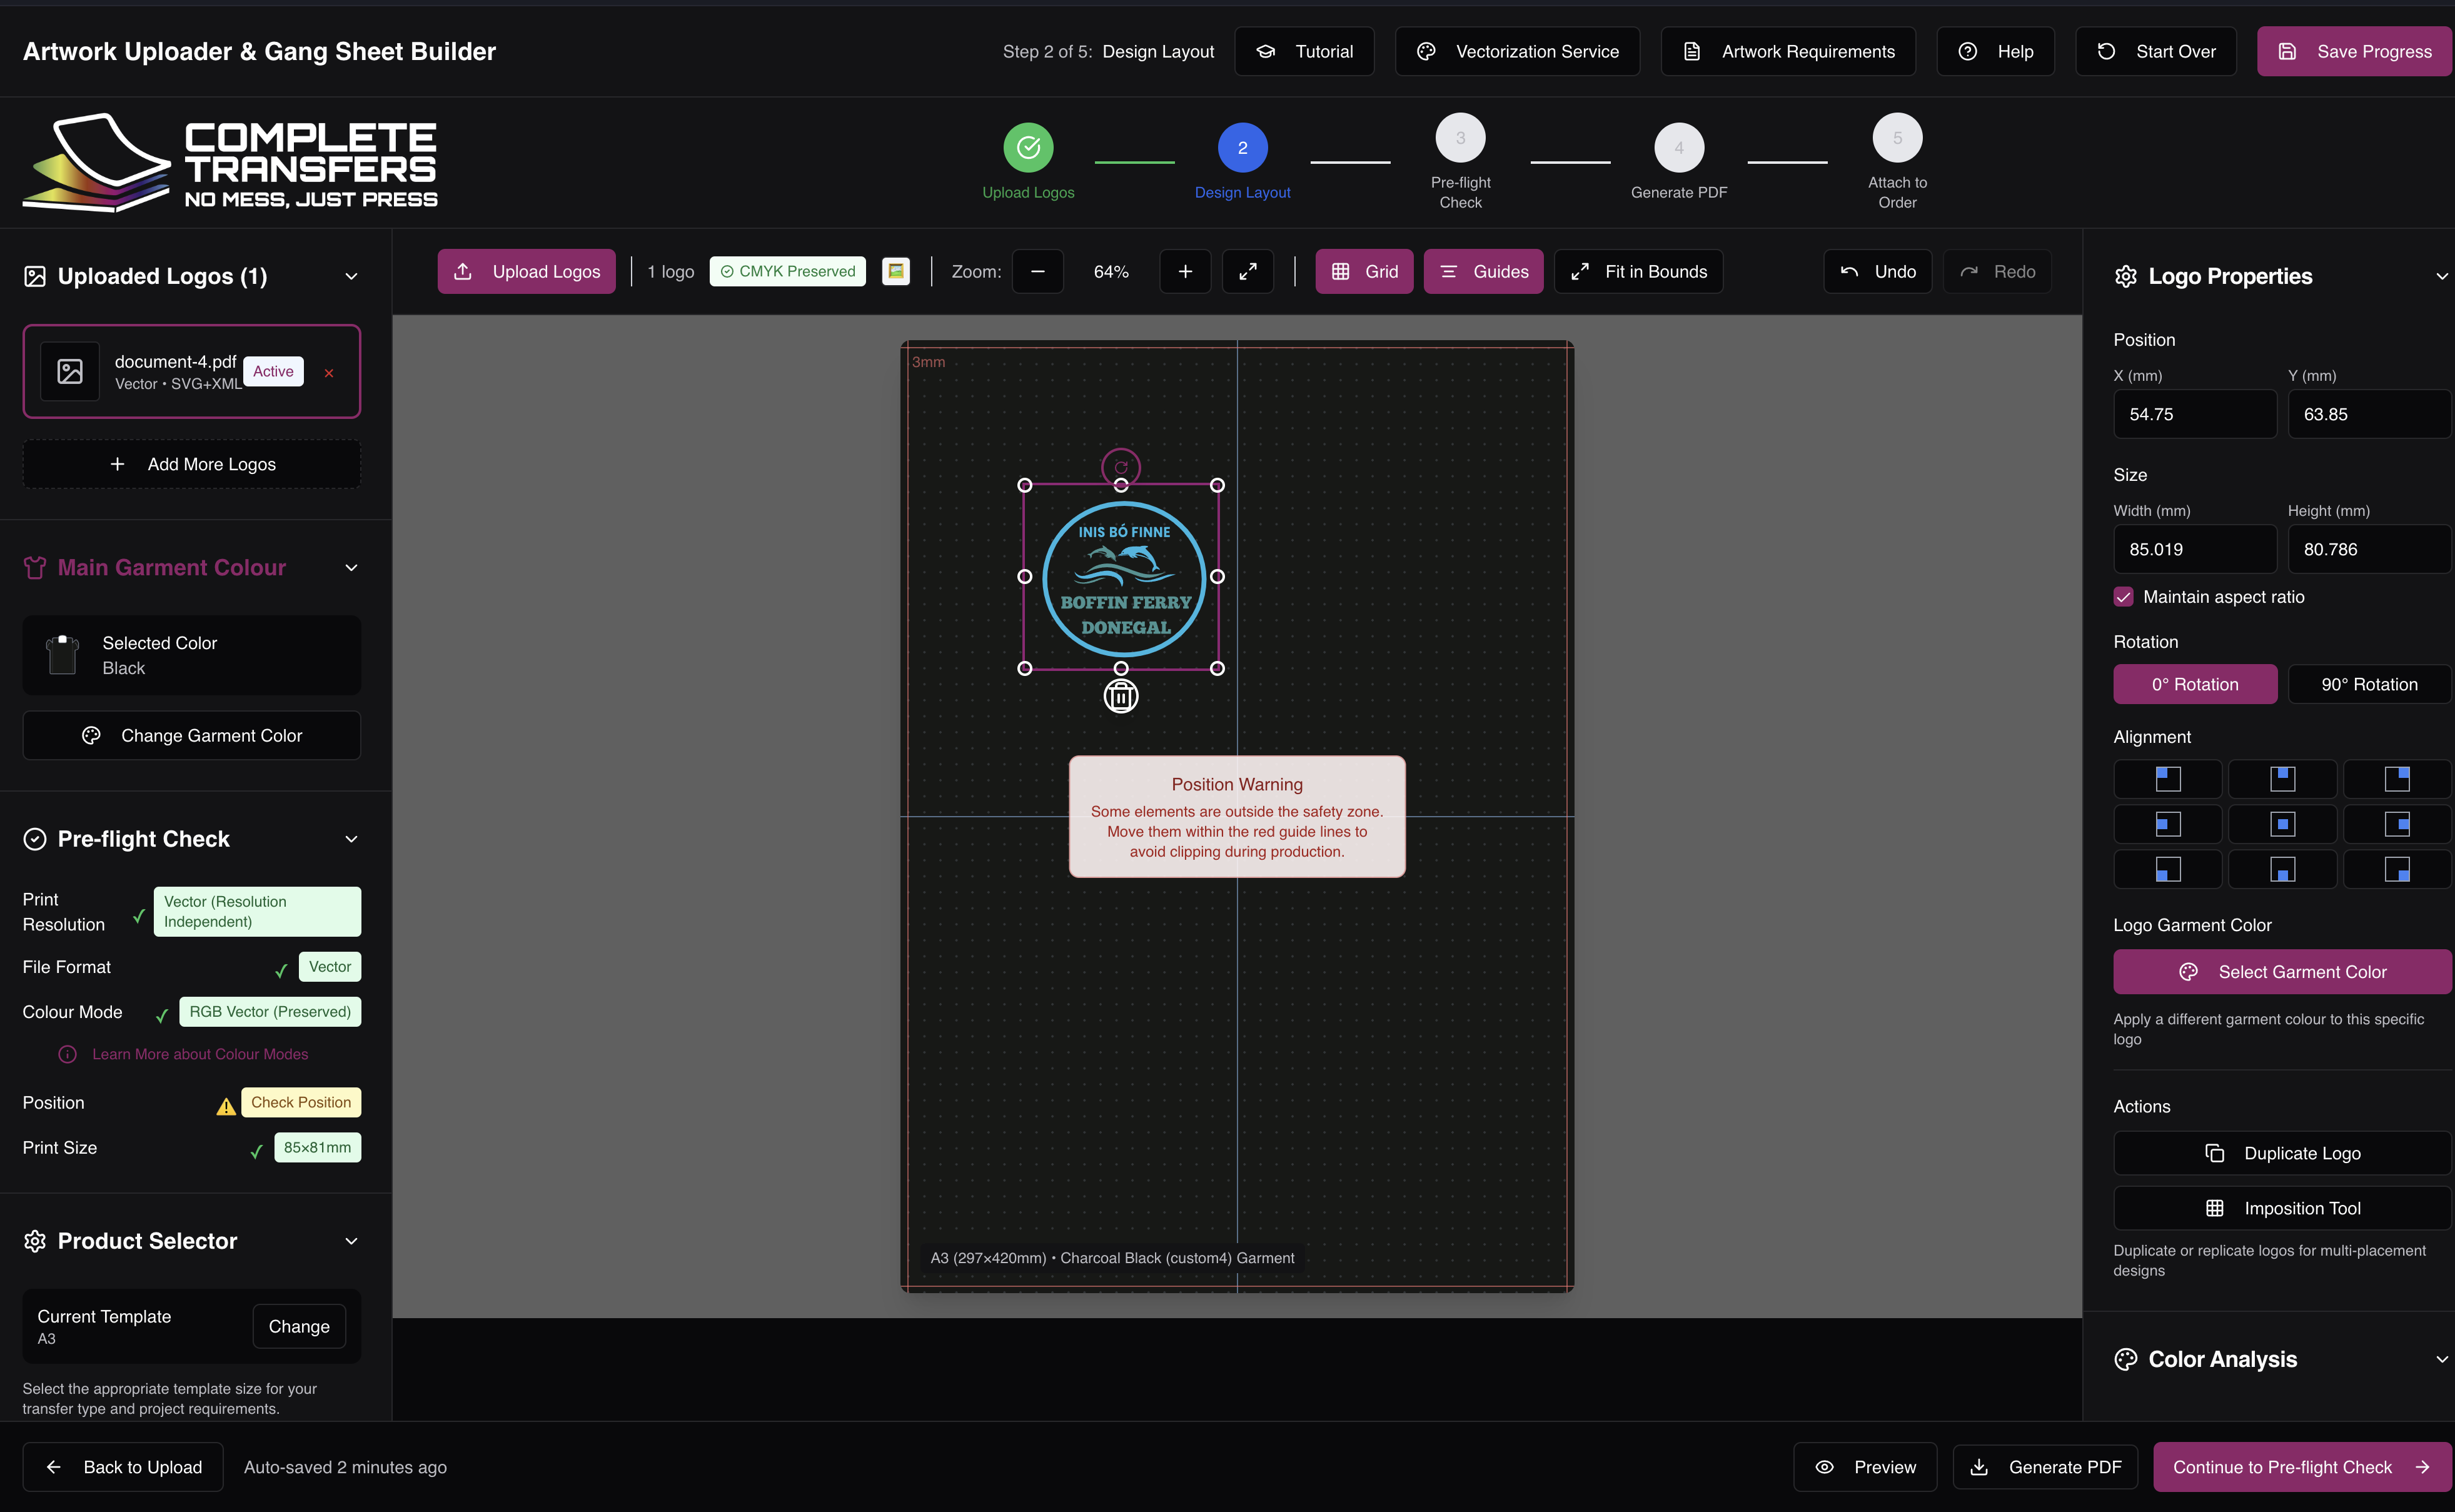 Artwork Uploader & Gang Sheet Builder
Step 2 of 5: Design Layout
Tutorial
Vectorization Service
Artwork Requirements
Help
Start Over
Save Progress
COMPLETE
TRANSFERS
NO MESS, JUST PRESS
Upload Logos
2
Design Layout
3
Pre-flight
Check
4
Generate PDF
5
Attach to
Order
Uploaded Logos (1)
document-4.pdf
Vector • SVG+XML
Active
×
Add More Logos
Main Garment Colour
Selected Color
Black
Change Garment Color
Pre-flight Check
Print
Resolution
Vector (Resolution
Independent)
File Format
Vector
Colour Mode
RGB Vector (Preserved)
Learn More about Colour Modes
Position
Check Position
Print Size
85×81mm
Product Selector
Current Template
A3
Change
Select the appropriate template size for your
transfer type and project requirements.
Upload Logos
1 logo
CMYK Preserved
Zoom:
64%
Grid
Guides
Fit in Bounds
Undo
Redo
3mm
INIS BÓ FINNE
BOFFIN FERRY
DONEGAL
Position Warning
Some elements are outside the safety zone.
Move them within the red guide lines to
avoid clipping during production.
A3 (297×420mm) • Charcoal Black (custom4) Garment
Logo Properties
Position
X (mm)
Y (mm)
54.75
63.85
Size
Width (mm)
Height (mm)
85.019
80.786
Maintain aspect ratio
Rotation
0° Rotation
90° Rotation
Alignment
Logo Garment Color
Select Garment Color
Apply a different garment colour to this specific
logo
Actions
Duplicate Logo
Imposition Tool
Duplicate or replicate logos for multi-placement
designs
Color Analysis
Back to Upload
Auto-saved 2 minutes ago
Preview
Generate PDF
Continue to Pre-flight Check